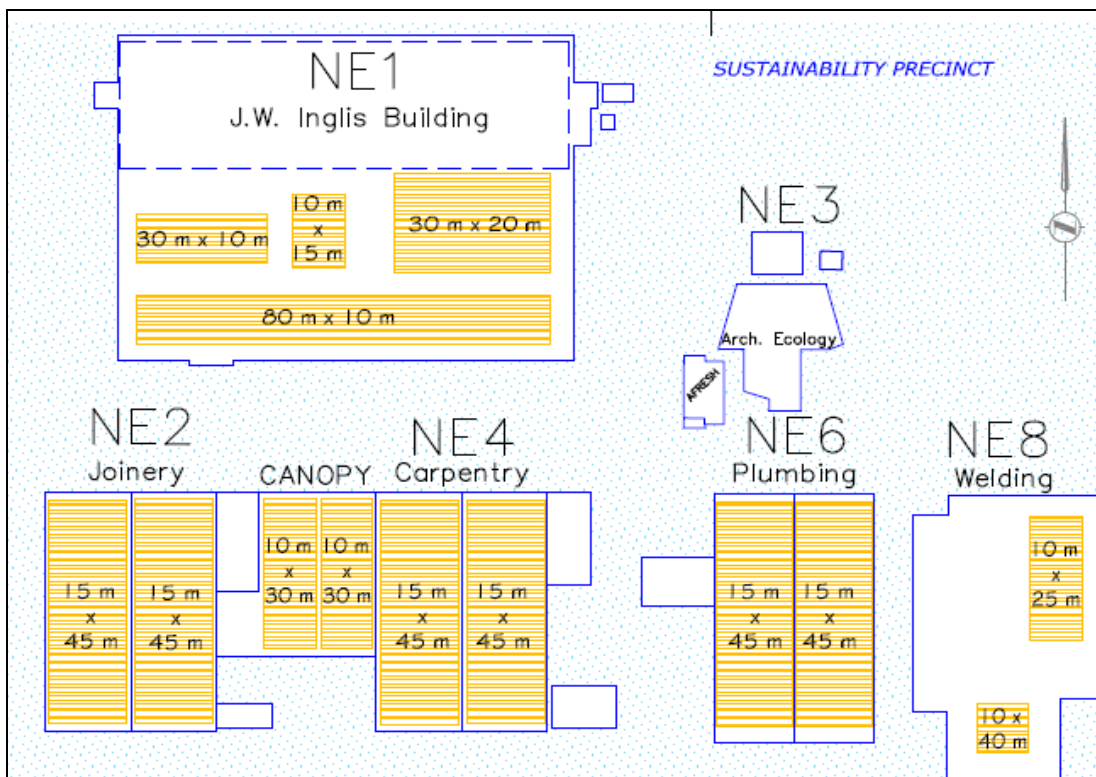 NE1
SUSTAINABILITY PRECINCT
J.W. Inglis Building
10 m
x
15 m
30 m x 10 m
30 m x 20 m
80 m x 10 m
NE3
Arch. Ecology
AFRESH
NE2
Joinery
CANOPY
NE4
Carpentry
NE6
Plumbing
NE8
Welding
15 m
x
45 m
15 m
x
45 m
10 m
x
30 m
10 m
x
30 m
15 m
x
45 m
15 m
x
45 m
15 m
x
45 m
15 m
x
45 m
10 m
x
25 m
10 x
40 m